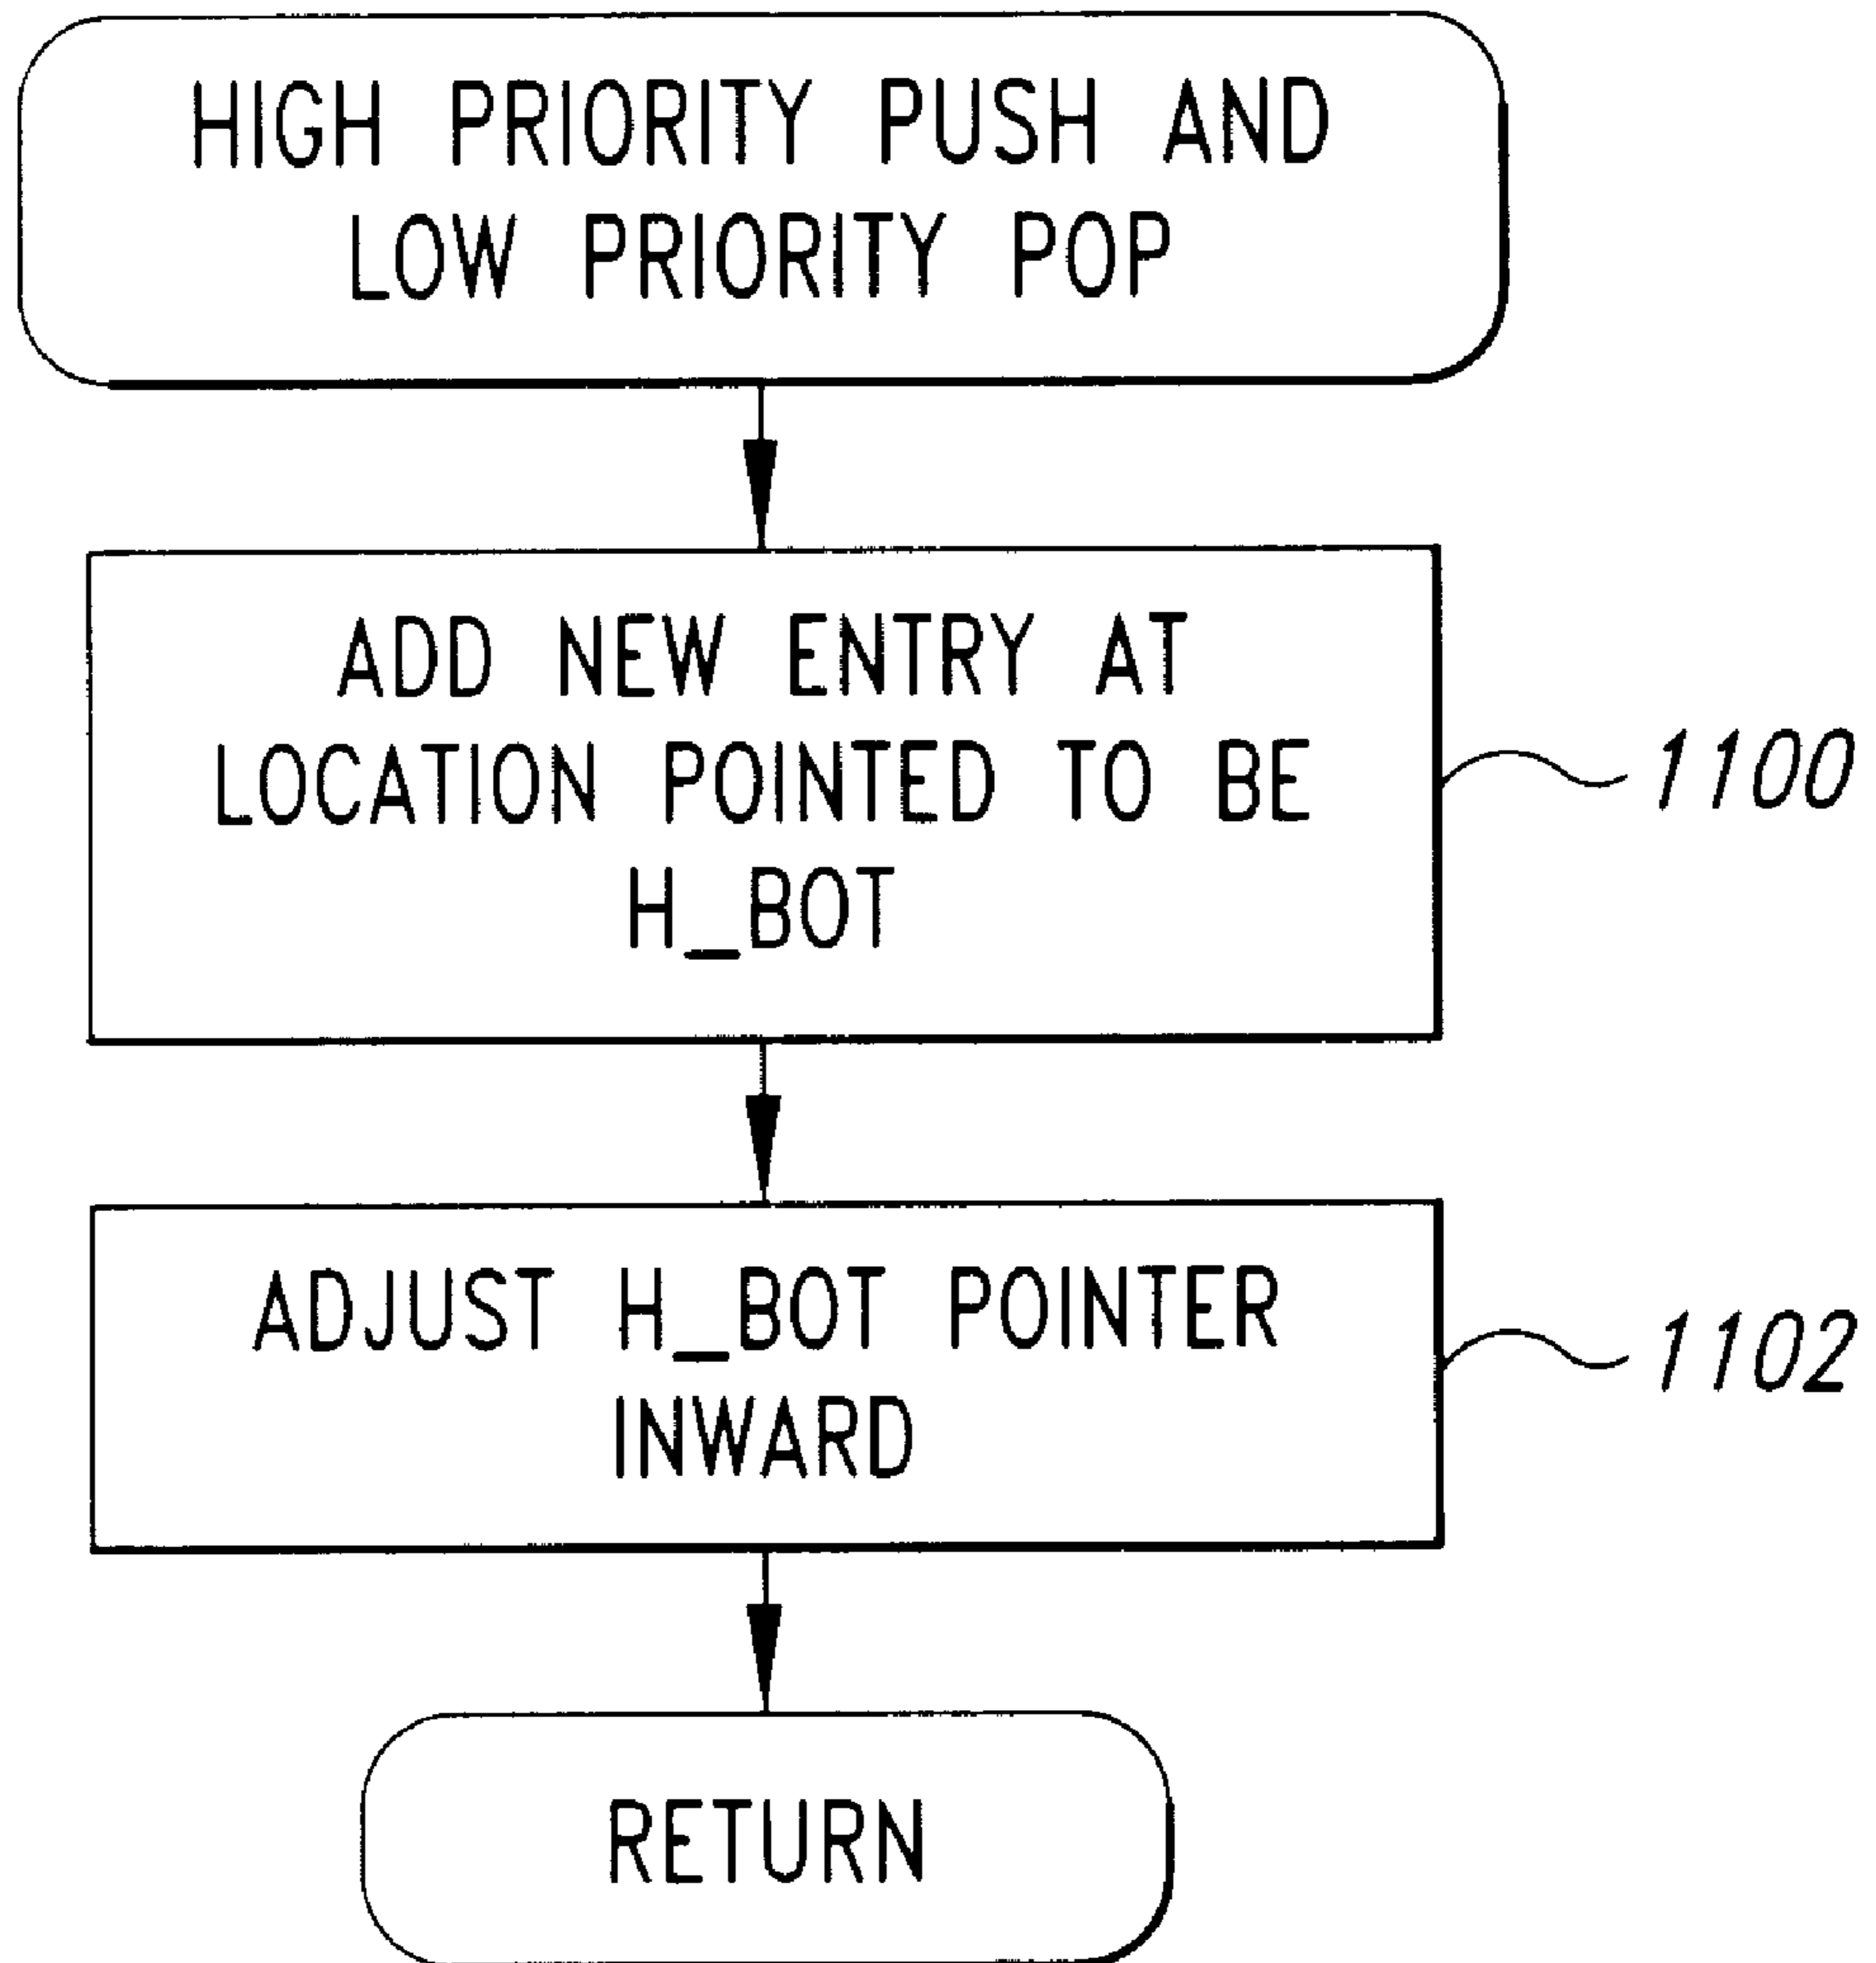 HIGH PRIORITY PUSH AND
LOW PRIORITY POP
ADD NEW ENTRY AT
LOCATION POINTED TO BE
H_BOT
1100
ADJUST H_BOT POINTER
INWARD
1102
RETURN